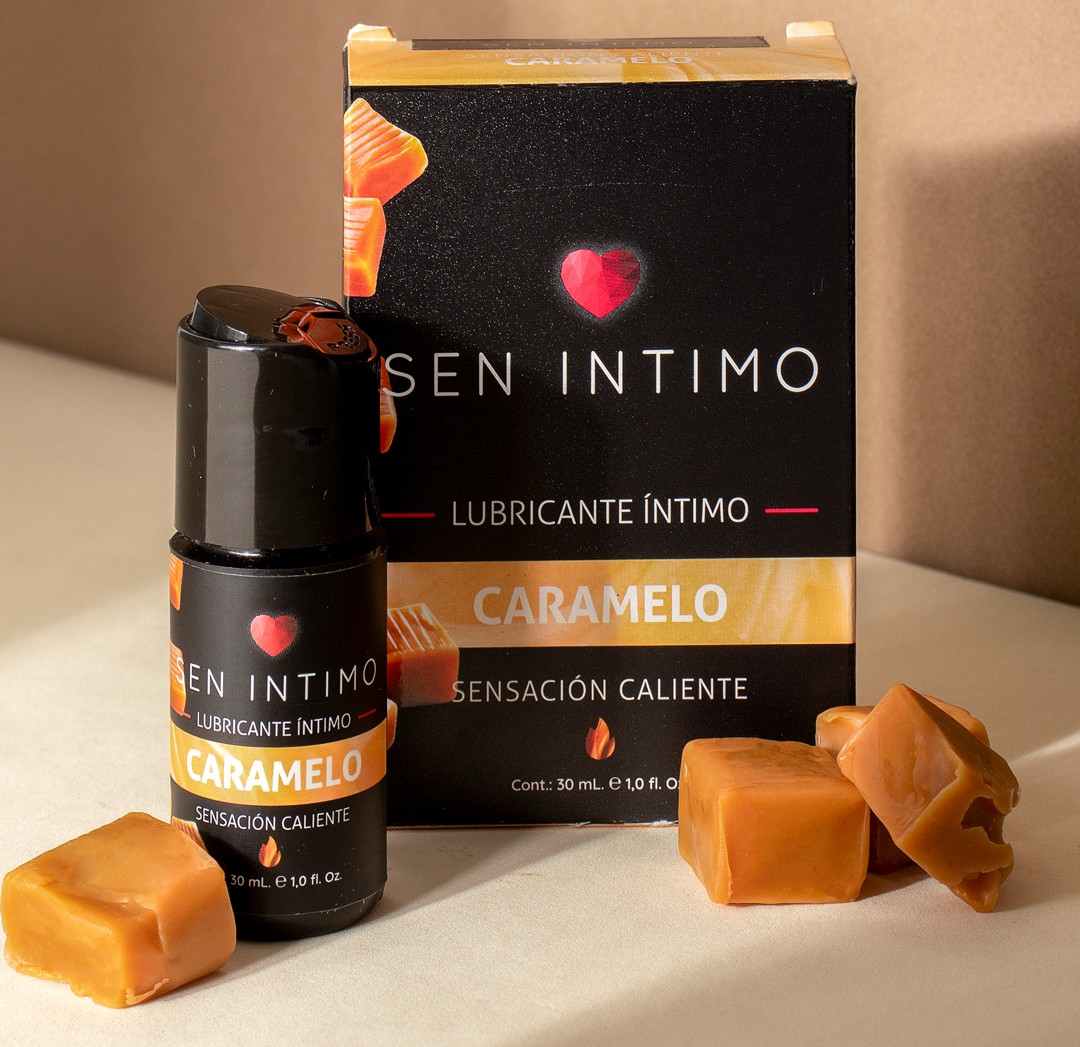 CARAMELO
SEN INTIMO
LUBRICANTE ÍNTIMO
CARAMELO
SENSACIÓN CALIENTE
Cont.: 30 mL. ℮ 1,0 fl.
SEN INTIMO
LUBRICANTE ÍNTIMO
CARAMELO
SENSACIÓN CALIENTE
30 mL. ℮ 1,0 fl. Oz.